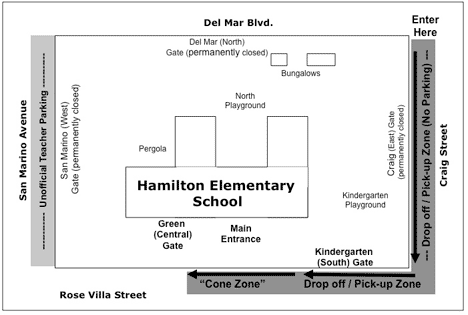 Del Mar Blvd.
Enter
Here
Del Mar (North)
Gate (permanently closed)
Bungalows
North
Playground
San Marino Avenue
---------- Unofficial Teacher Parking ----------
San Marino (West)
Gate (permanently closed)
Pergola
Craig (East) Gate
(permanently closed)
--- Drop off / Pick-up Zone (No Parking) ---
Craig Street
Hamilton Elementary
School
Kindergarten
Playground
Green
(Central)
Gate
Main
Entrance
Kindergarten
(South) Gate
"Cone Zone"
Drop off / Pick-up Zone
Rose Villa Street